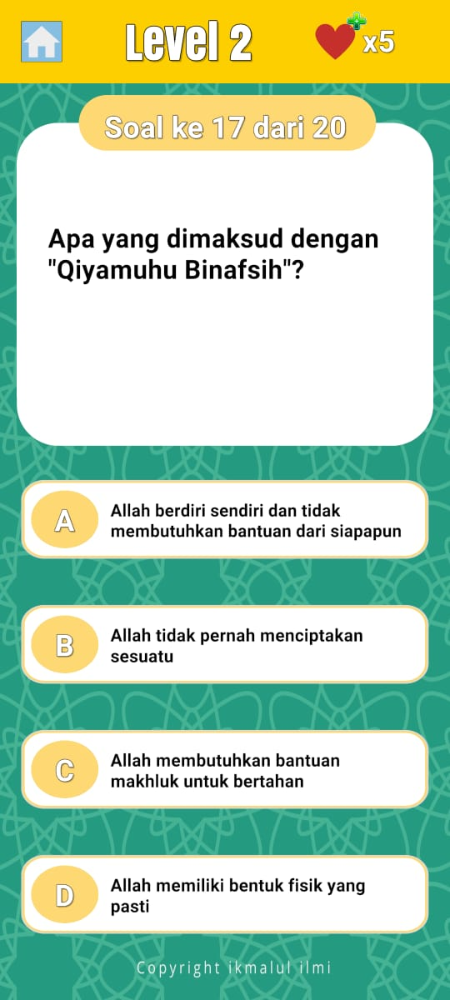 Level 2
x5
Soal ke 17 dari 20
Apa yang dimaksud dengan
"Qiyamuhu Binafsih"?
A
Allah berdiri sendiri dan tidak
membutuhkan bantuan dari siapapun
B
Allah tidak pernah menciptakan
sesuatu
C
Allah membutuhkan bantuan
makhluk untuk bertahan
D
Allah memiliki bentuk fisik yang
pasti
Copyright ikmalul ilmi